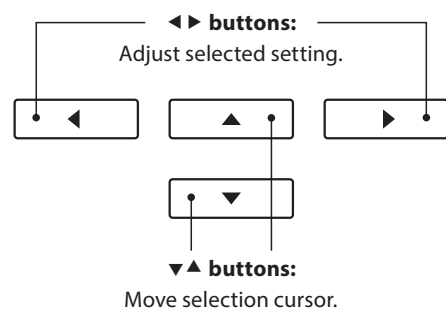 ◀ ▶ buttons:
Adjust selected setting.
◀
▲
▶
▼
▼▲ buttons:
Move selection cursor.